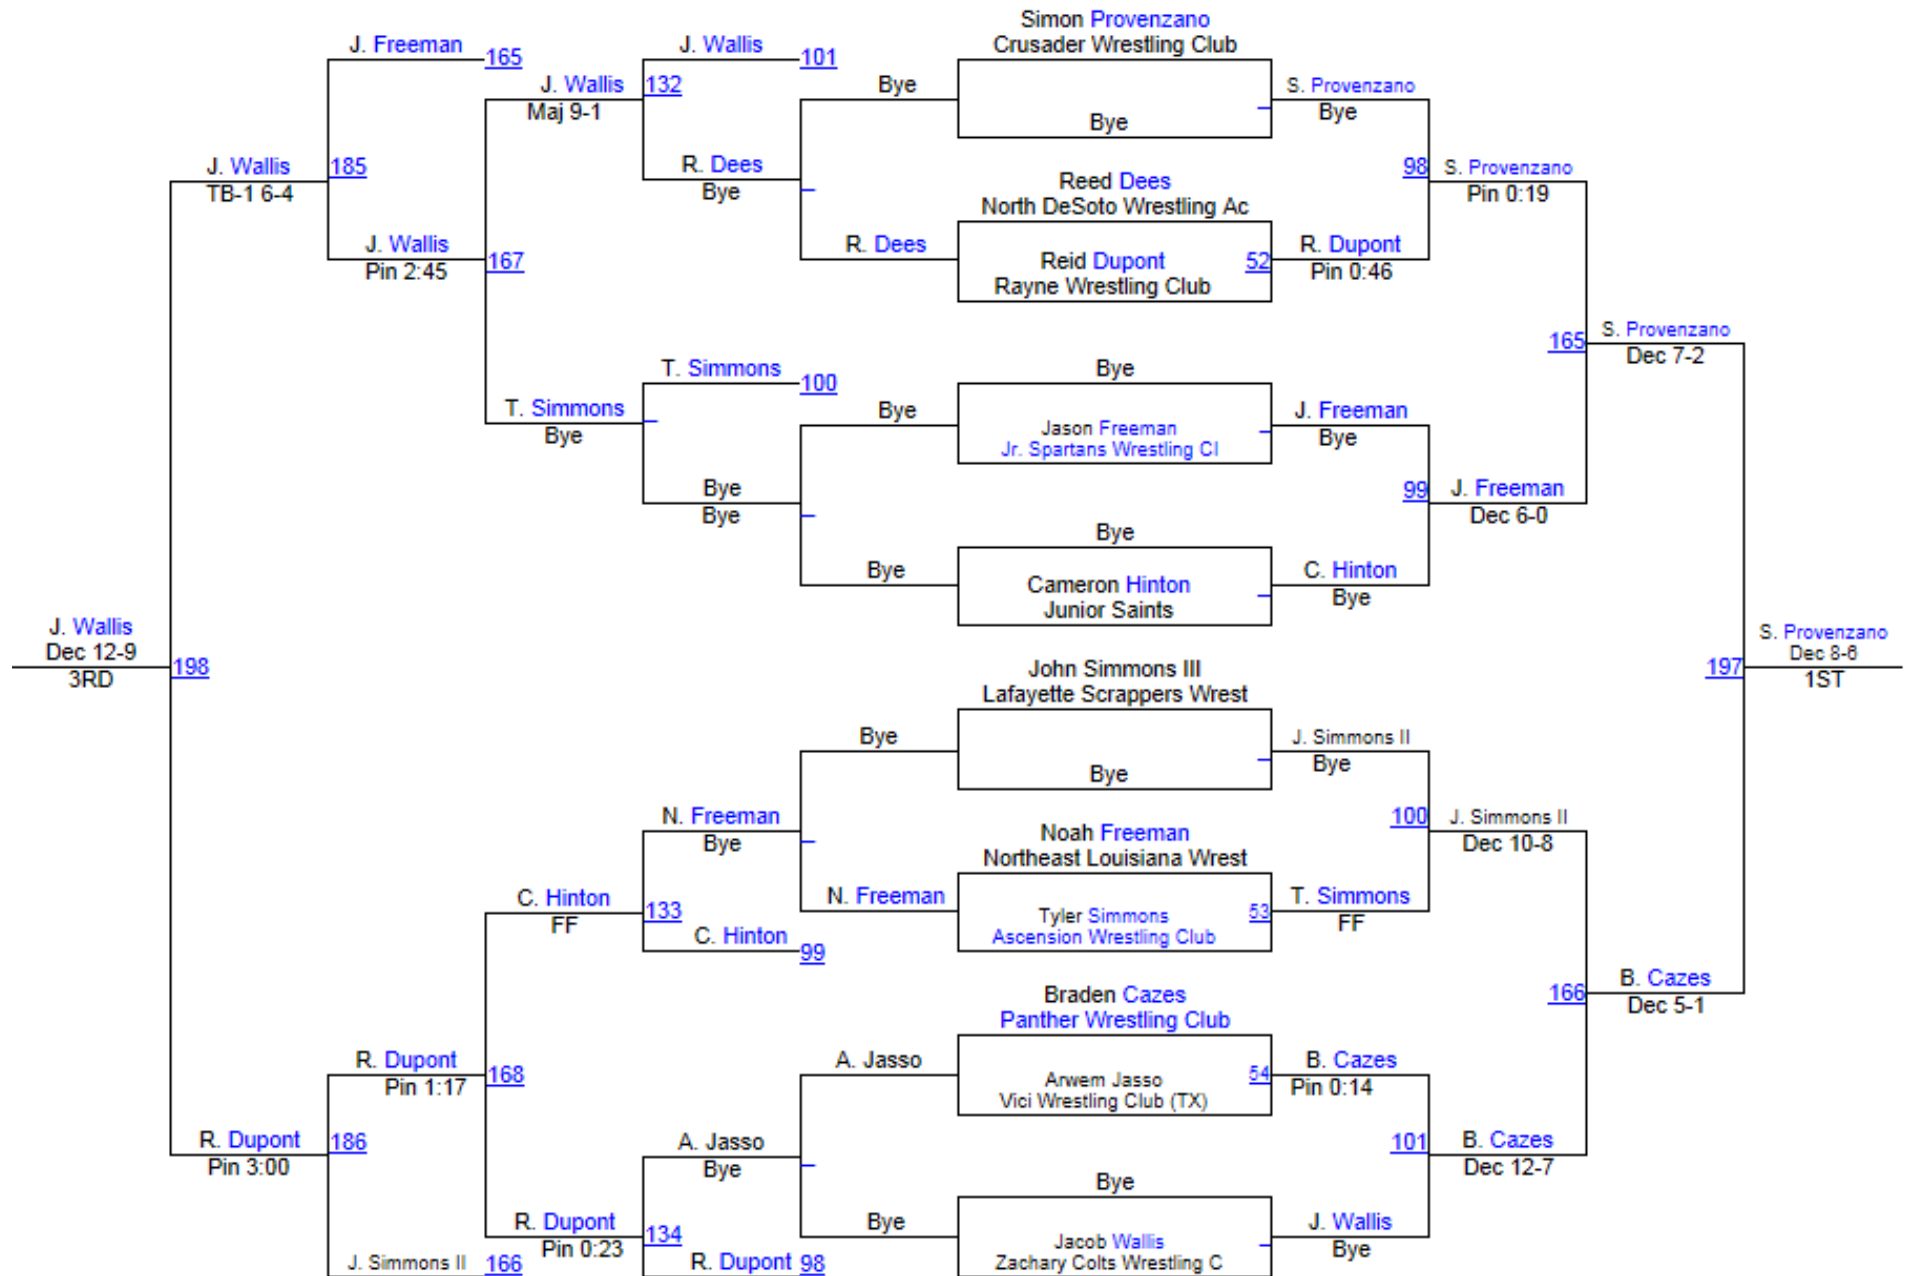 Simon Provenzano
Crusader Wrestling Club
J. Freeman
165
J. Wallis
101
J. Wallis
132
Maj 9-1
Bye
S. Provenzano
Bye
Bye
J. Wallis
185
TB-1 6-4
R. Dees
Bye
Reed Dees
North DeSoto Wrestling Ac
98
S. Provenzano
Pin 0:19
J. Wallis
167
Pin 2:45
R. Dees
Reid Dupont
Rayne Wrestling Club
52
R. Dupont
Pin 0:46
165
S. Provenzano
Dec 7-2
T. Simmons
100
Bye
T. Simmons
Bye
Bye
Jason Freeman
Jr. Spartans Wrestling Cl
J. Freeman
Bye
Bye
Bye
99
J. Freeman
Dec 6-0
Bye
Bye
Cameron Hinton
Junior Saints
C. Hinton
Bye
J. Wallis
Dec 12-9
3RD
198
197
S. Provenzano
Dec 8-6
1ST
John Simmons III
Lafayette Scrappers Wrest
Bye
Bye
J. Simmons II
Bye
N. Freeman
Bye
Noah Freeman
Northeast Louisiana Wrest
100
J. Simmons II
Dec 10-8
C. Hinton
FF
133
N. Freeman
Tyler Simmons
Ascension Wrestling Club
53
T. Simmons
FF
C. Hinton
99
166
B. Cazes
Dec 5-1
Braden Cazes
Panther Wrestling Club
R. Dupont
Pin 1:17
168
A. Jasso
Arwem Jasso
Vici Wrestling Club (TX)
54
B. Cazes
Pin 0:14
R. Dupont
Pin 3:00
186
A. Jasso
Bye
101
B. Cazes
Dec 12-7
Bye
R. Dupont
Pin 0:23
134
Bye
Jacob Wallis
Zachary Colts Wrestling C
J. Wallis
Bye
J. Simmons II
166
R. Dupont
98